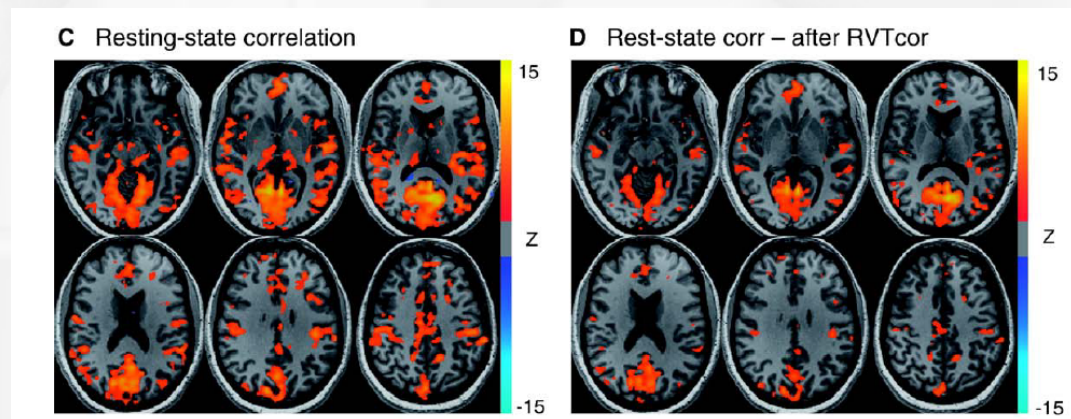 C Resting-state correlation
15
Z
-15
D Rest-state corr – after RVTcor
15
Z
-15